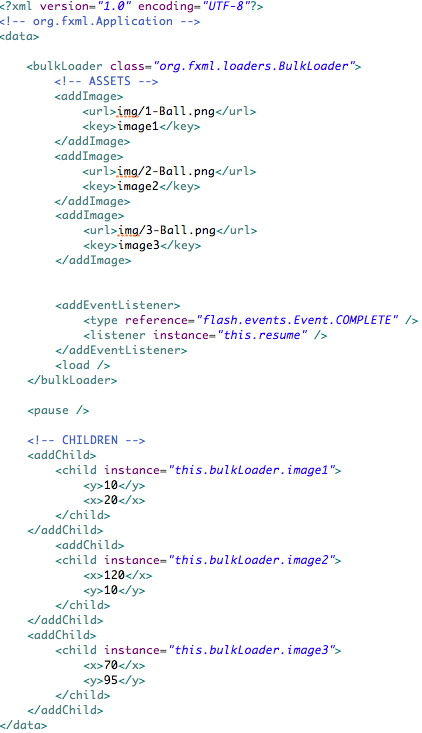 <?xml version="1.0" encoding="UTF-8"?>
<!-- org.fxml.Application -->
<data>
<bulkLoader class="org.fxml.loaders.BulkLoader">
<!-- ASSETS -->
<addImage>
<url>img/1-Ball.png</url>
<key>image1</key>
</addImage>
<addImage>
<url>img/2-Ball.png</url>
<key>image2</key>
</addImage>
<addImage>
<url>img/3-Ball.png</url>
<key>image3</key>
</addImage>
<addEventListener>
<type reference="flash.events.Event.COMPLETE" />
<listener instance="this.resume" />
</addEventListener>
<load />
</bulkLoader>
<pause />
<!-- CHILDREN -->
<addChild>
<child instance="this.bulkLoader.image1">
<y>10</y>
<x>20</x>
</child>
</addChild>
<addChild>
<child instance="this.bulkLoader.image2">
<x>120</x>
<y>10</y>
</child>
</addChild>
<addChild>
<child instance="this.bulkLoader.image3">
<x>70</x>
<y>95</y>
</child>
</addChild>
</data>